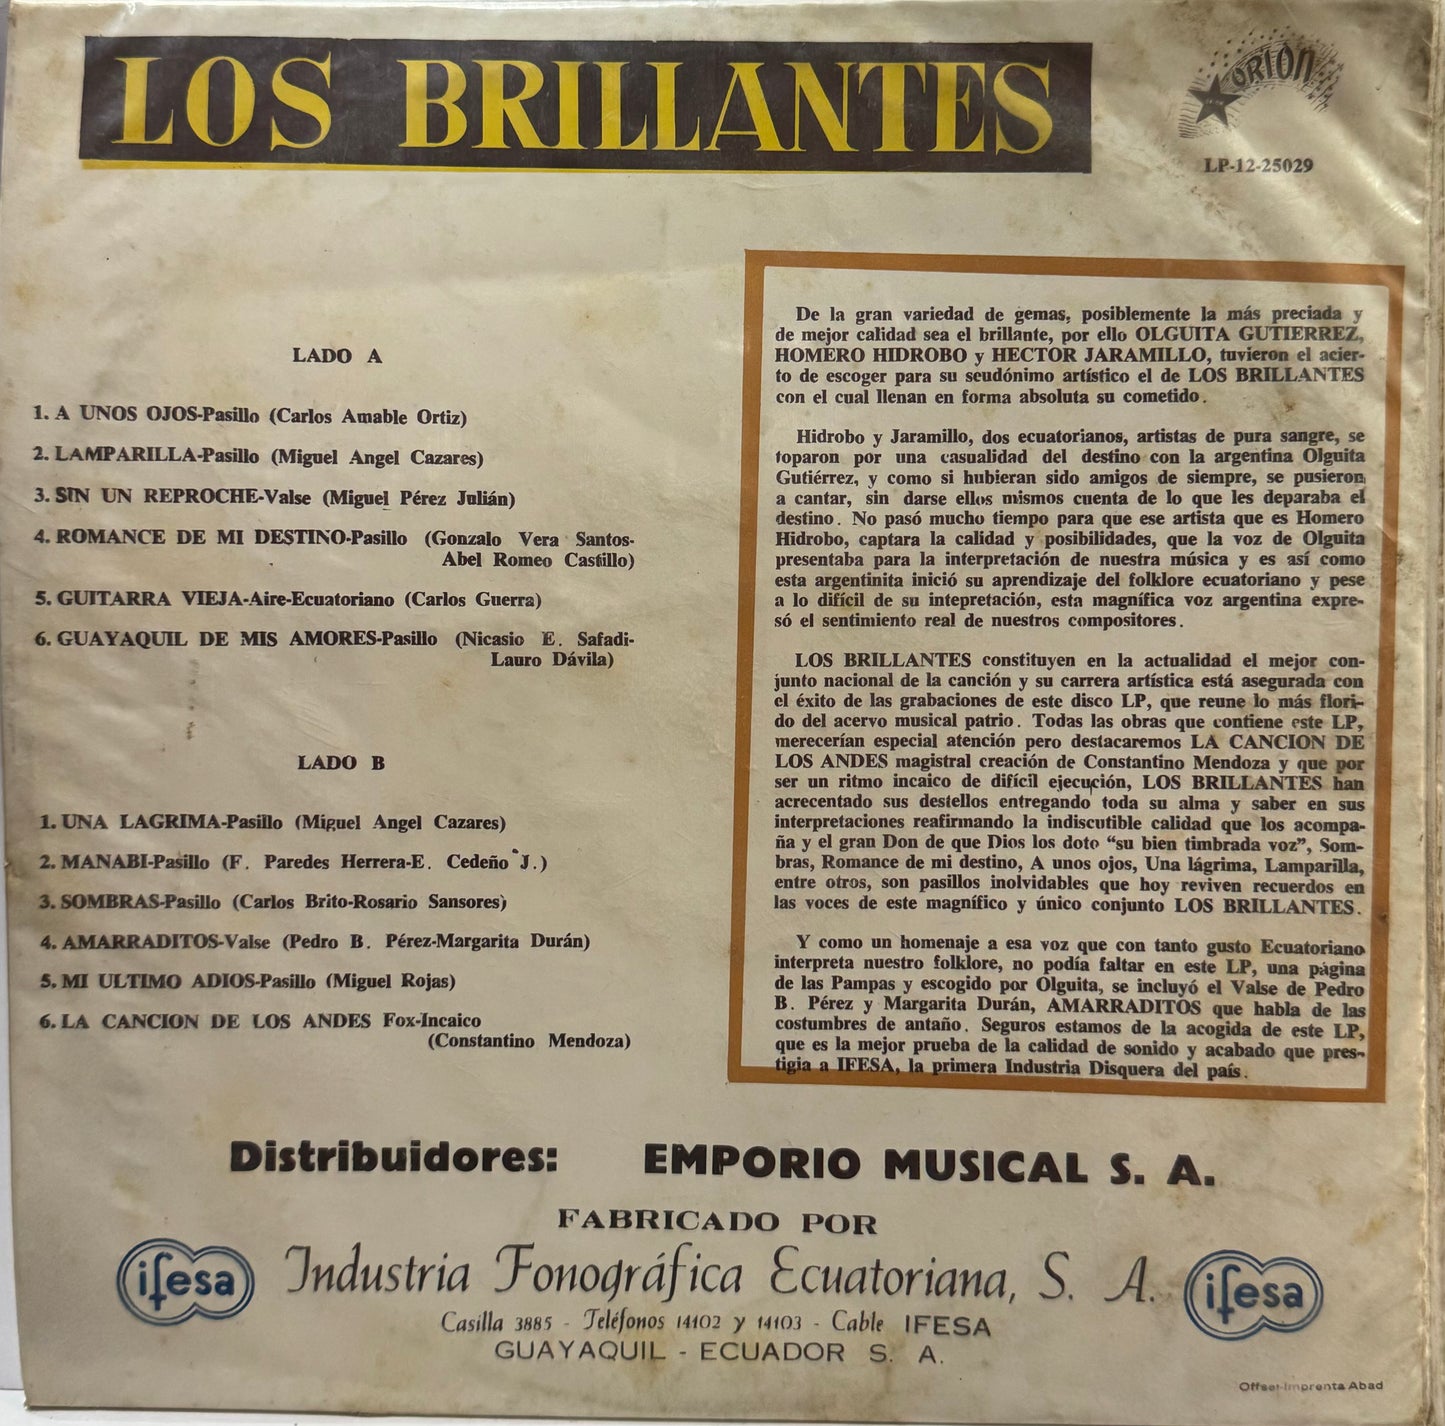 LOS BRILLANTES
ORION
LP-12-25029
LADO A
1. A UNOS OJOS-Pasillo (Carlos Amable Ortiz)
2. LAMPARILLA-Pasillo (Miguel Angel Cazares)
3. SIN UN REPROCHE-Valse (Miguel Pérez Julián)
4. ROMANCE DE MI DESTINO-Pasillo (Gonzalo Vera Santos-
Abel Romeo Castillo)
5. GUITARRA VIEJA-Aire-Ecuatoriano (Carlos Guerra)
6. GUAYAQUIL DE MIS AMORES-Pasillo (Nicasio E. Safadi-
Lauro Dávila)
LADO B
1. UNA LAGRIMA-Pasillo (Miguel Angel Cazares)
2. MANABI-Pasillo (F. Paredes Herrera-E. Cedeño J.)
3. SOMBRAS-Pasillo (Carlos Brito-Rosario Sansores)
4. AMARRADITOS-Valse (Pedro B. Pérez-Margarita Durán)
5. MI ULTIMO ADIOS-Pasillo (Miguel Rojas)
6. LA CANCION DE LOS ANDES Fox-Incaico
(Constantino Mendoza)
De la gran variedad de gemas, posiblemente la más preciada y
de mejor calidad sea el brillante, por ello OLGUITA GUTIERREZ,
HOMERO HIDROBO y HECTOR JARAMILLO, tuvieron el acier-
to de escoger para su seudónimo artístico el de LOS BRILLANTES
con el cual llenan en forma absoluta su cometido.
Hidrobo y Jaramillo, dos ecuatorianos, artistas de pura sangre, se
toparon por una casualidad del destino con la argentina Olguita
Gutiérrez, y como si hubieran sido amigos de siempre, se pusieron
a cantar, sin darse ellos mismos cuenta de lo que les deparaba el
destino. No pasó mucho tiempo para que ese artista que es Homero
Hidrobo, captara la calidad y posibilidades, que la voz de Olguita
presentaba para la interpretación de nuestra música y es así como
esta argentinita inició su aprendizaje del folklore ecuatoriano y pese
a lo difícil de su intepretación, esta magnífica voz argentina expre-
só el sentimiento real de nuestros compositores.
LOS BRILLANTES constituyen en la actualidad el mejor con-
junto nacional de la canción y su carrera artística está asegurada con
el éxito de las grabaciones de este disco LP, que reune lo más flori-
do del acervo musical patrio. Todas las obras que contiene este LP,
merecerían especial atención pero destacaremos LA CANCION DE
LOS ANDES magistral creación de Constantino Mendoza y que por
ser un ritmo incaico de difícil ejecución, LOS BRILLANTES han
acrecentado sus destellos entregando toda su alma y saber en sus
interpretaciones reafirmando la indiscutible calidad que los acompa-
ña y el gran Don de que Dios los doto "su bien timbrada voz", Som-
bras, Romance de mi destino, A unos ojos, Una lágrima, Lamparilla,
entre otros, son pasillos inolvidables que hoy reviven recuerdos en
las voces de este magnífico y único conjunto LOS BRILLANTES.
Y como un homenaje a esa voz que con tanto gusto Ecuatoriano
interpreta nuestro folklore, no podía faltar en este LP, una página
de las Pampas y escogido por Olguita, se incluyó el Valse de Pedro
B. Pérez y Margarita Durán, AMARRADITOS que habla de las
costumbres de antaño. Seguros estamos de la acogida de este LP,
que es la mejor prueba de la calidad de sonido y acabado que pres-
tigia a IFESA, la primera Industria Disquera del país.
Distribuidores: EMPORIO MUSICAL S. A.
FABRICADO POR
ifesa Industria Fonográfica Ecuatoriana, S. A. ifesa
Casilla 3885 - Teléfonos 14102 y 14103 - Cable IFESA
GUAYAQUIL - ECUADOR S. A.
Offset-Imprenta Abad